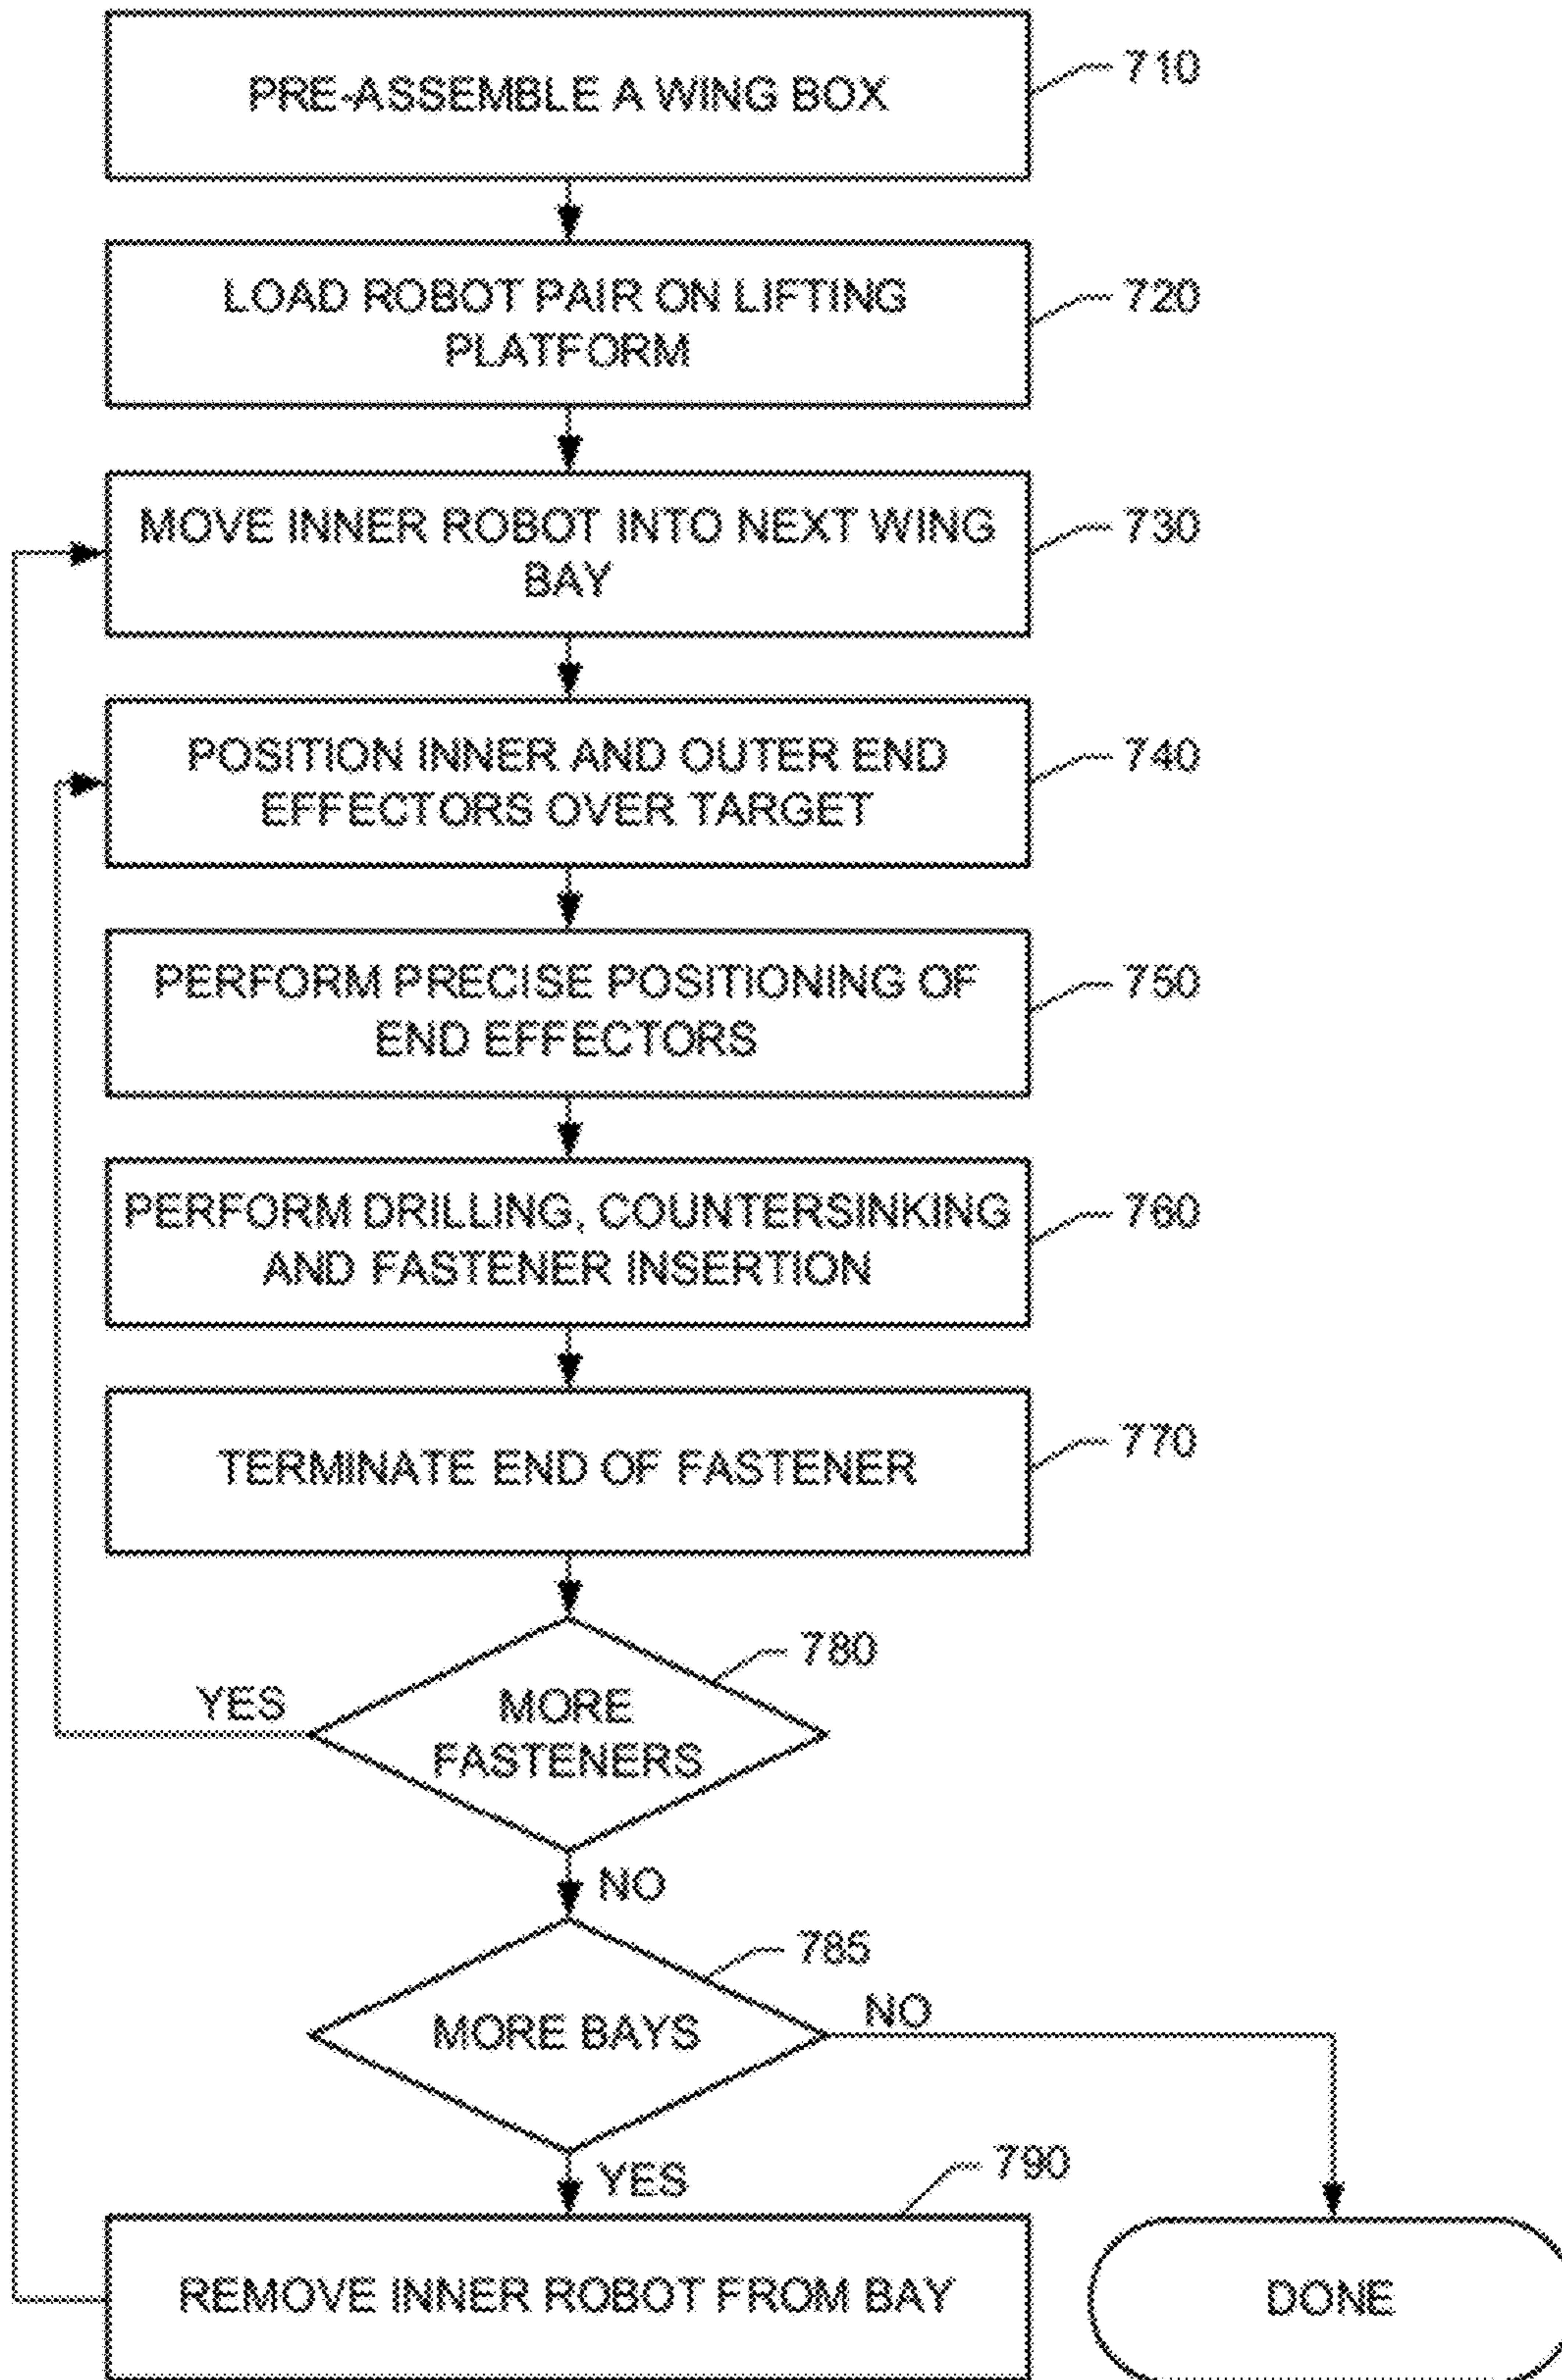 PRE-ASSEMBLE A WING BOX
710
LOAD ROBOT PAIR ON LIFTING
PLATFORM
720
MOVE INNER ROBOT INTO NEXT WING
BAY
730
POSITION INNER AND OUTER END
EFFECTORS OVER TARGET
740
PERFORM PRECISE POSITIONING OF
END EFFECTORS
750
PERFORM DRILLING, COUNTERSINKING
AND FASTENER INSERTION
760
TERMINATE END OF FASTENER
770
780
YES
MORE
FASTENERS
NO
785
NO
MORE BAYS
YES
790
REMOVE INNER ROBOT FROM BAY
DONE